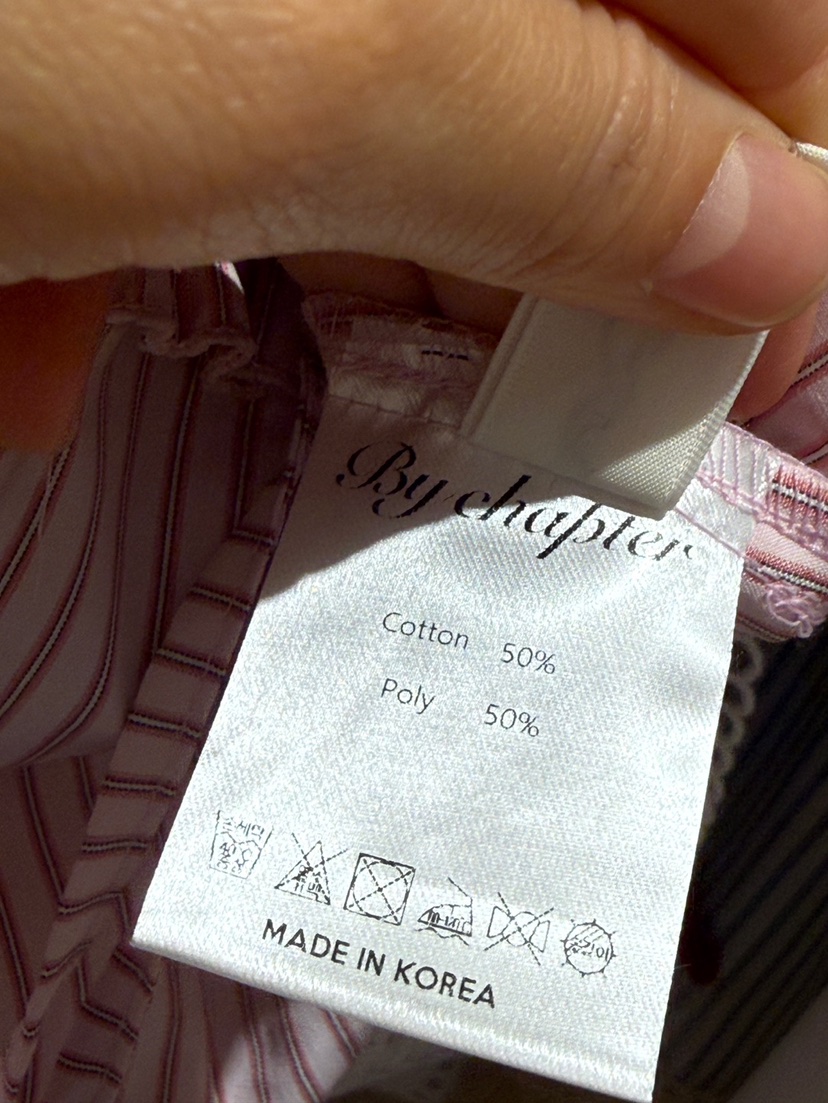 By chapter
Cotton 50%
Poly 50%
MADE IN KOREA